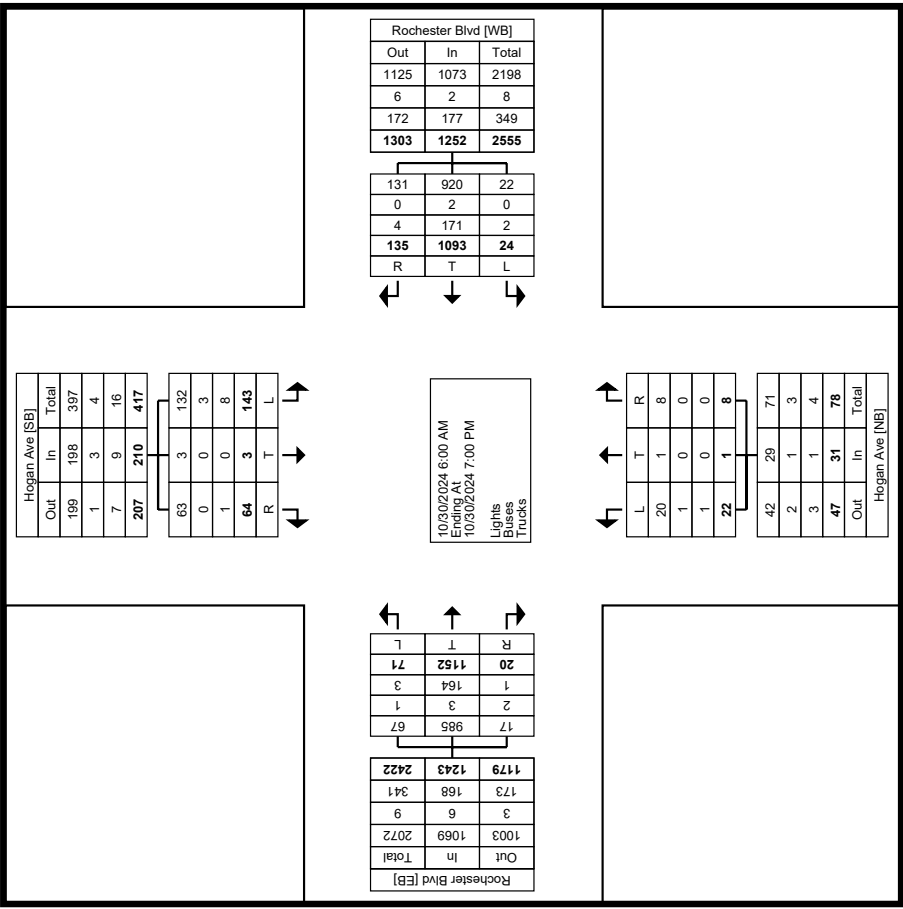 Rochester Blvd [WB]
Out In Total
1125 1073 2198
6 2 8
172 177 349
1303 1252 2555
131 920 22
0 2 0
4 171 2
135 1093 24
R T L
Hogan Ave [SB]
Out In Total
199 198 397
1 3 4
7 9 16
207 210 417
63 3 132
0 0 3
1 0 8
64 3 143
R T L
10/30/2024 6:00 AM
Ending At
10/30/2024 7:00 PM
Lights
Buses
Trucks
L T R
20 1 8
1 0 0
1 0 0
22 1 8
42 29 71
2 1 3
3 1 4
47 31 78
Out In Total
Hogan Ave [NB]
L T R
71 1152 20
3 164 1
1 3 2
67 985 17
2422 1243 1179
341 168 173
9 6 3
2072 1069 1003
Total In Out
Rochester Blvd [EB]